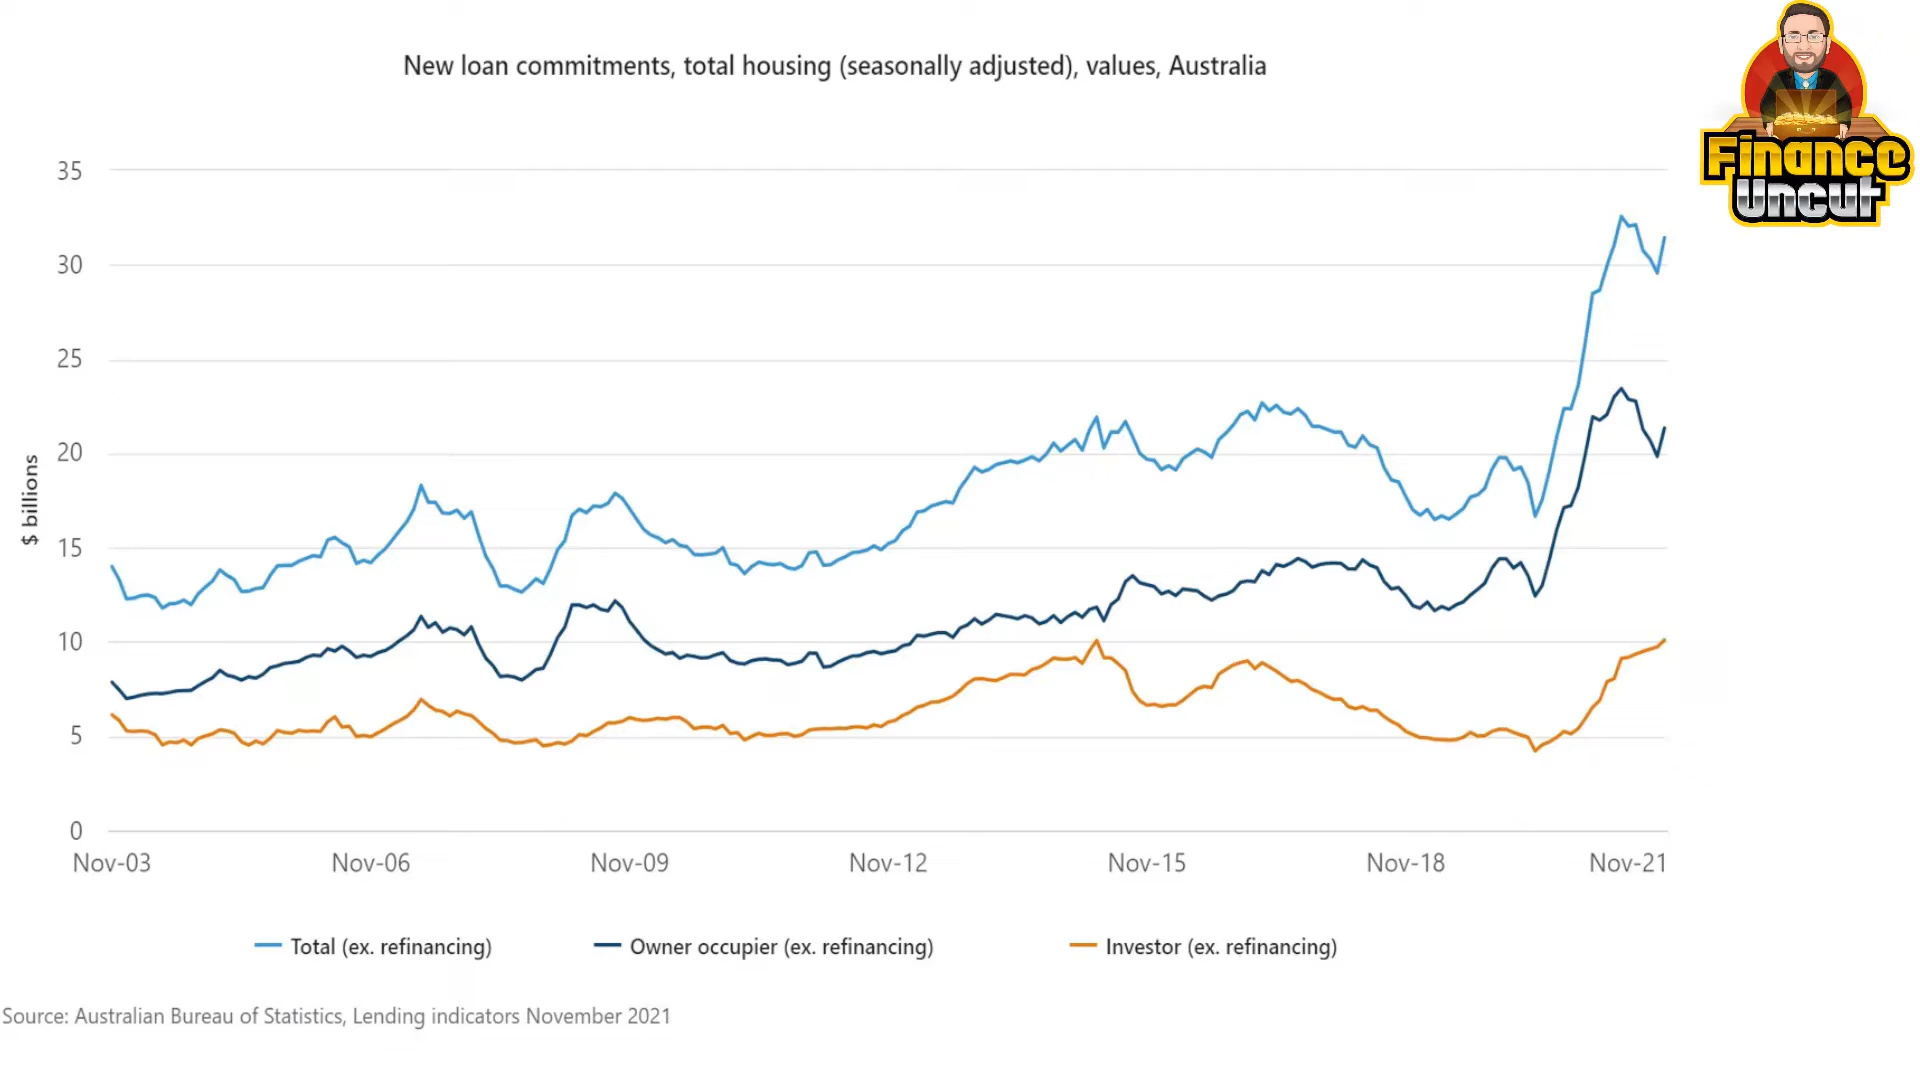 New loan commitments, total housing (seasonally adjusted), values, Australia
Finance
Uncut
35
30
25
20
15
10
5
0
$ billions
Nov-03 Nov-06 Nov-09 Nov-12 Nov-15 Nov-18 Nov-21
Total (ex. refinancing) Owner occupier (ex. refinancing) Investor (ex. refinancing)
Source: Australian Bureau of Statistics, Lending indicators November 2021